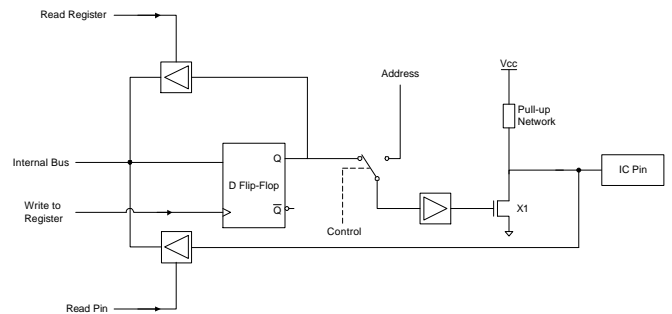 Read Register
Address
Vcc
Pull-up
Network
Internal Bus
Q
D Flip-Flop
IC Pin
Write to
Register
Q
X1
Control
Read Pin